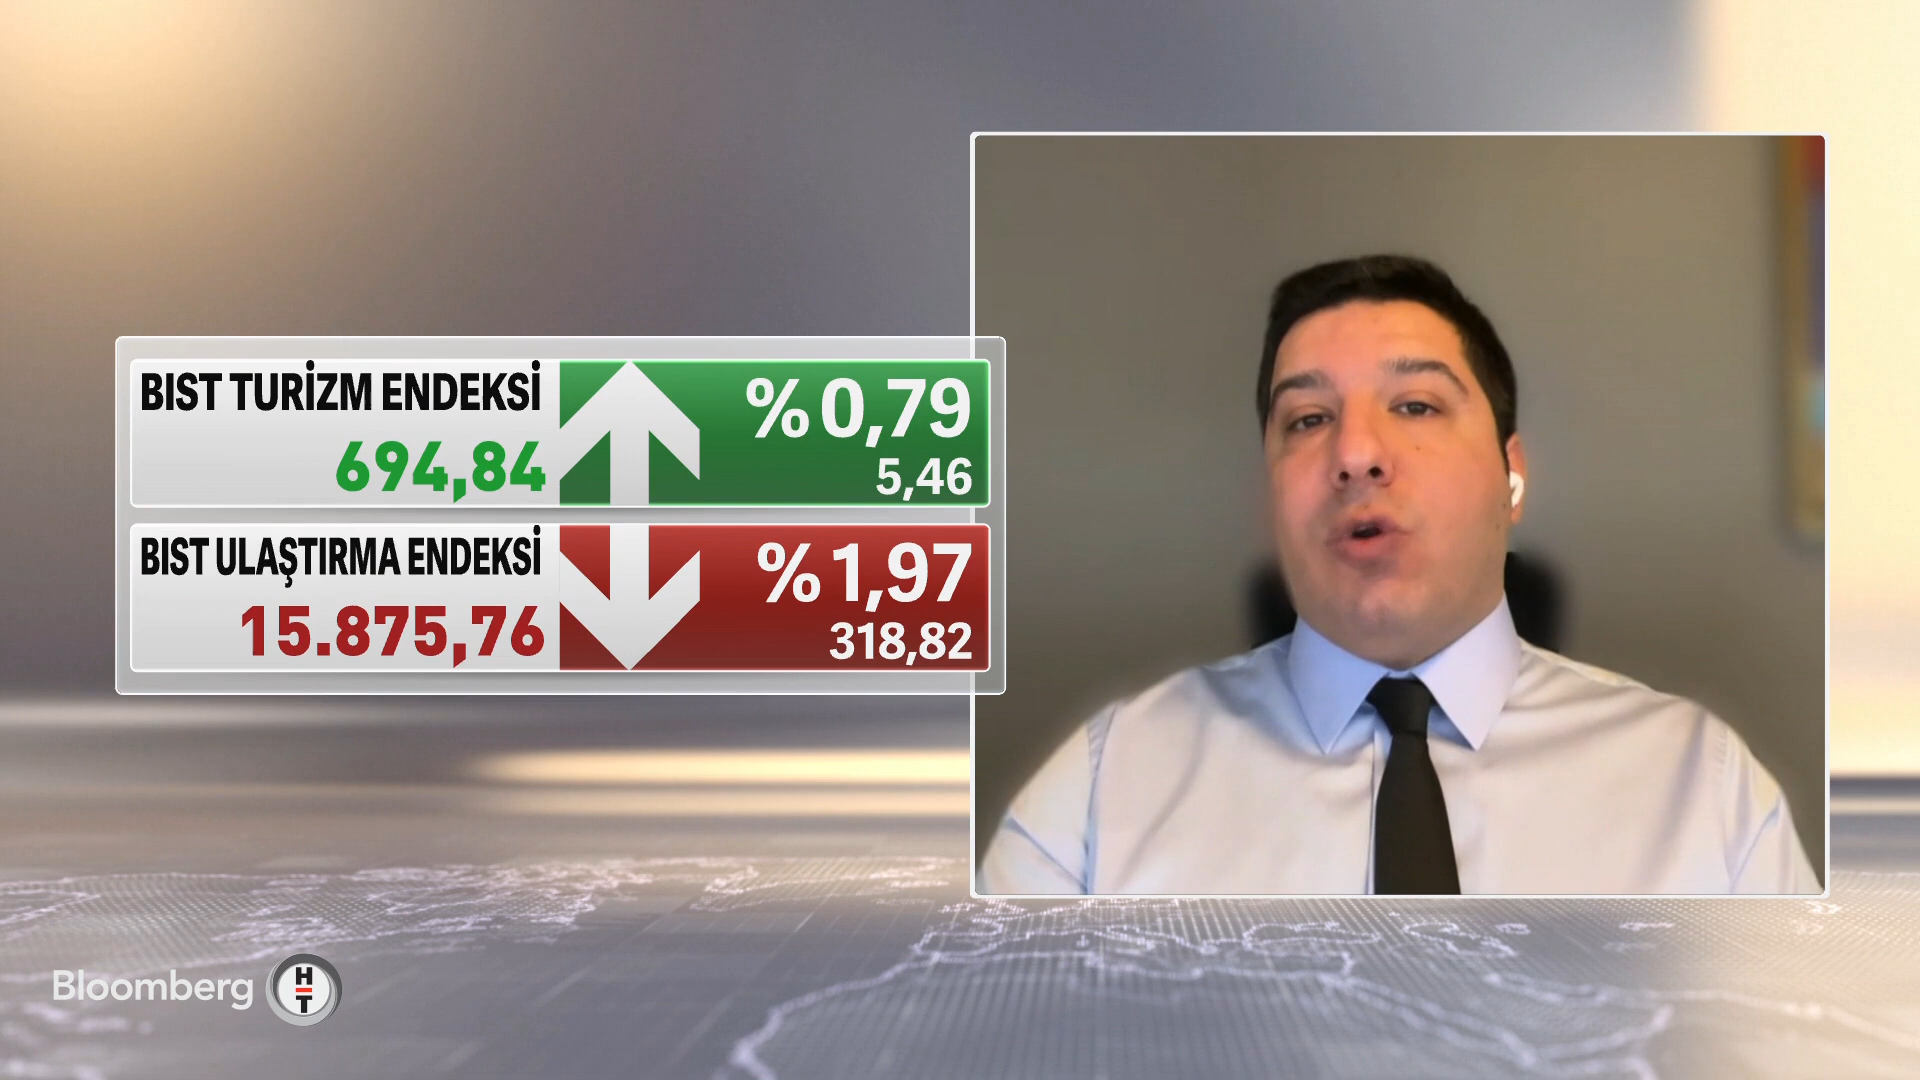 BIST TURİZM ENDEKSİ
694,84
%0,79
5,46
BIST ULAŞTIRMA ENDEKSİ
15.875,76
%1,97
318,82
Bloomberg HT